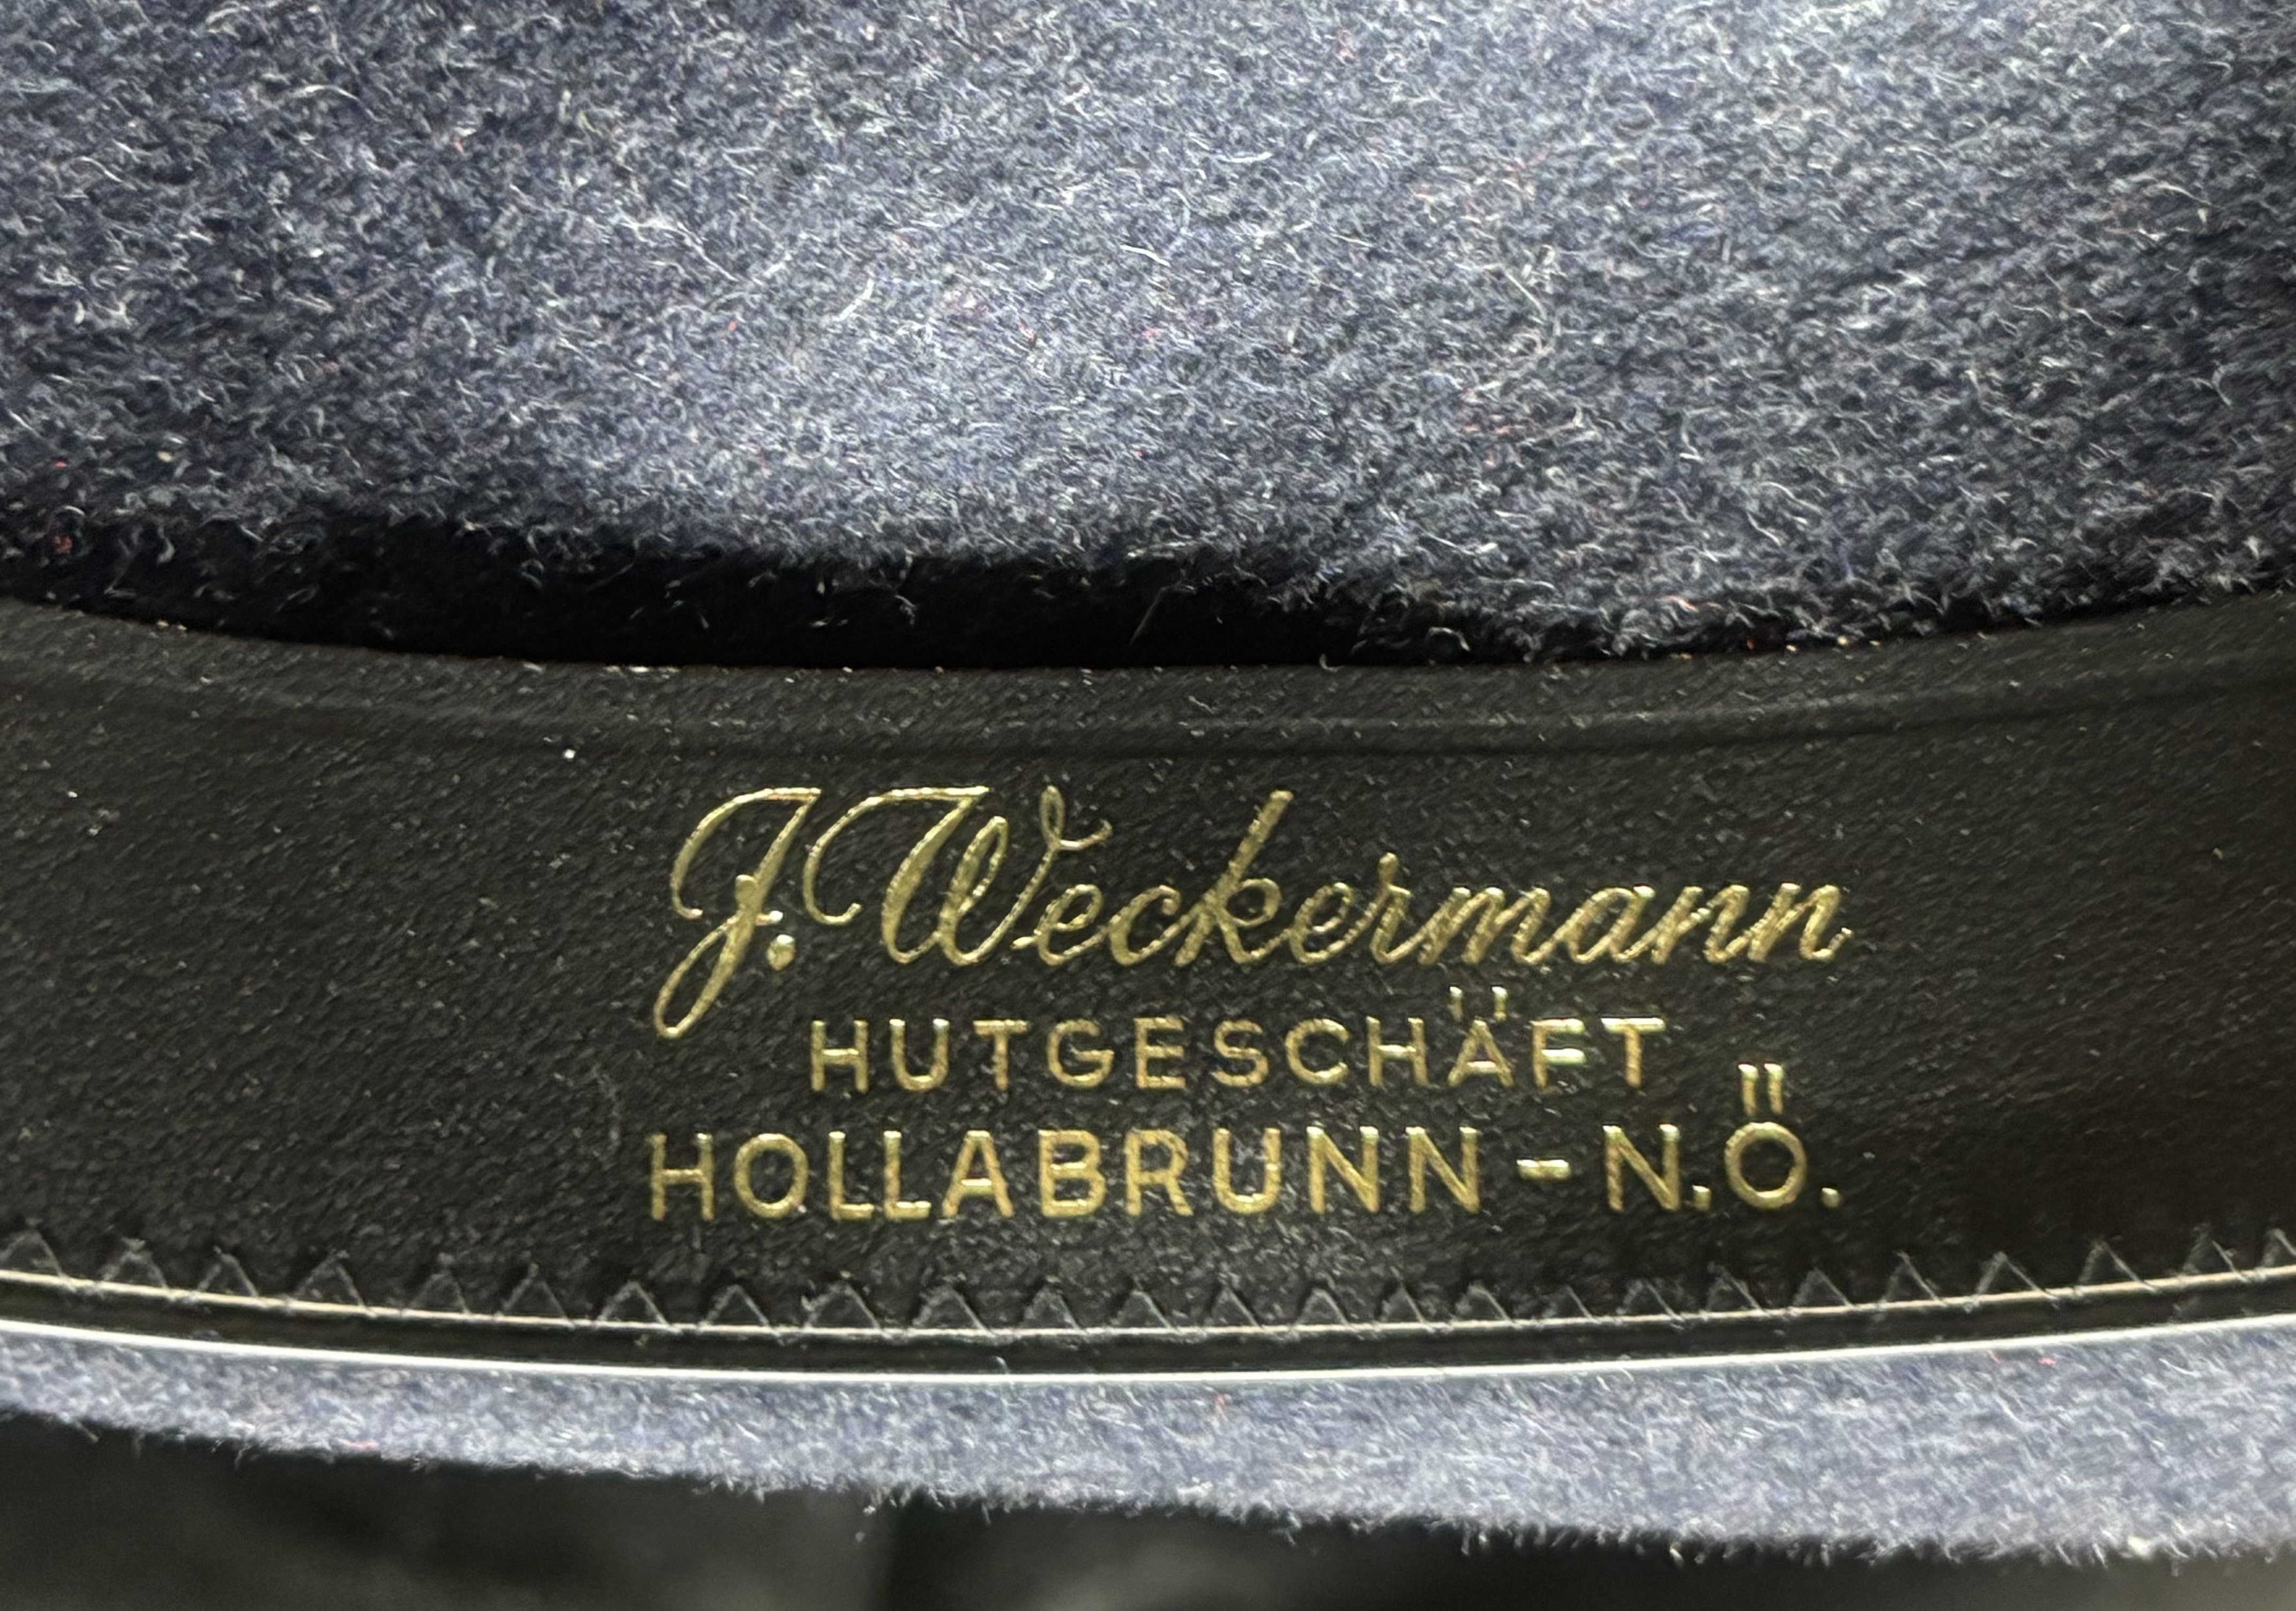 J. Weckermann
HUTGESCHÄFT
HOLLABRUNN - N.Ö.